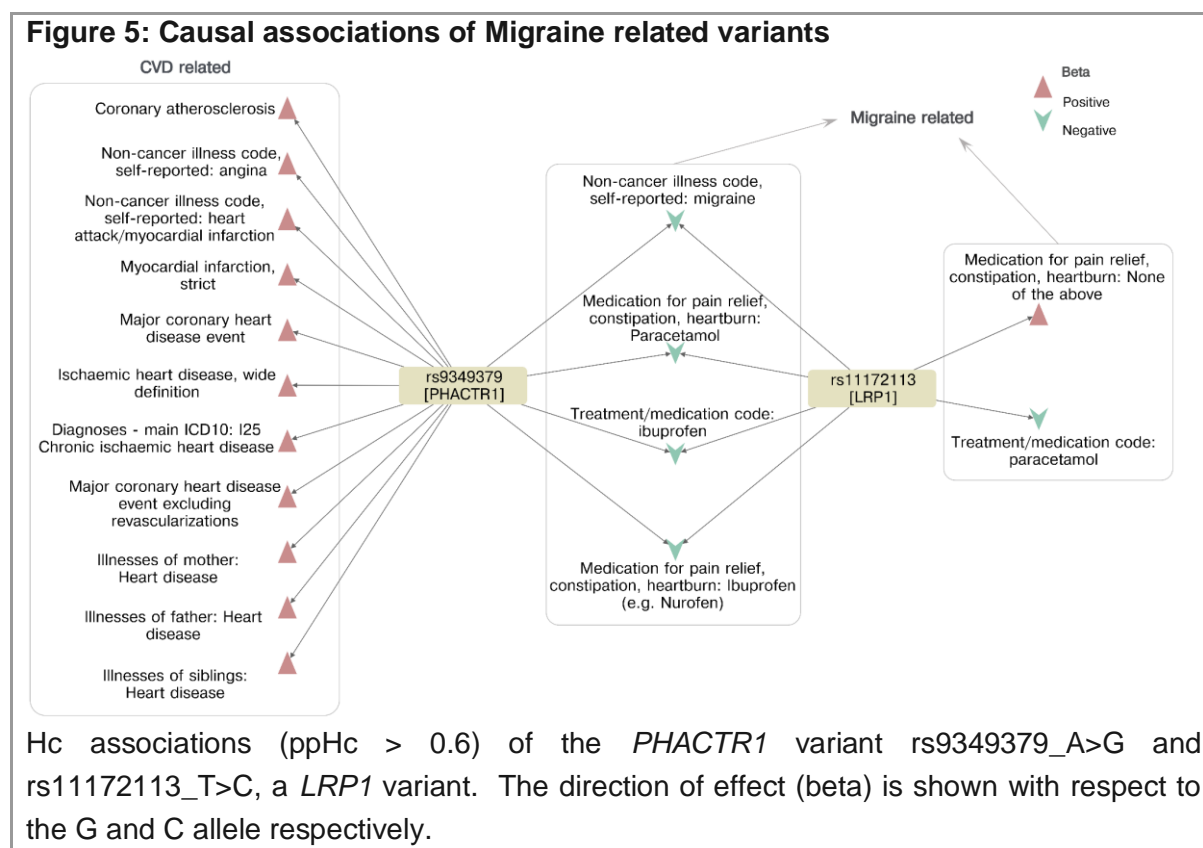 Figure 5: Causal associations of Migraine related variants
CVD related
Coronary atherosclerosis
Non-cancer illness code,
self-reported: angina
Non-cancer illness code,
self-reported: heart
attack/myocardial infarction
Myocardial infarction,
strict
Major coronary heart
disease event
Ischaemic heart disease, wide
definition
Diagnoses - main ICD10: I25
Chronic ischaemic heart disease
Major coronary heart disease
event excluding
revascularizations
Illnesses of mother:
Heart disease
Illnesses of father: Heart
disease
Illnesses of siblings:
Heart disease
rs9349379
[PHACTR1]
Non-cancer illness code,
self-reported: migraine
Medication for pain relief,
constipation, heartburn:
Paracetamol
Treatment/medication code:
ibuprofen
Medication for pain relief,
constipation, heartburn: Ibuprofen
(e.g. Nurofen)
rs11172113
[LRP1]
Migraine related
Beta
Positive
Negative
Medication for pain relief,
constipation, heartburn: None
of the above
Treatment/medication code:
paracetamol
Hc associations (ppHc > 0.6) of the PHACTR1 variant rs9349379_A>G and
rs11172113_T>C, a LRP1 variant. The direction of effect (beta) is shown with respect to
the G and C allele respectively.